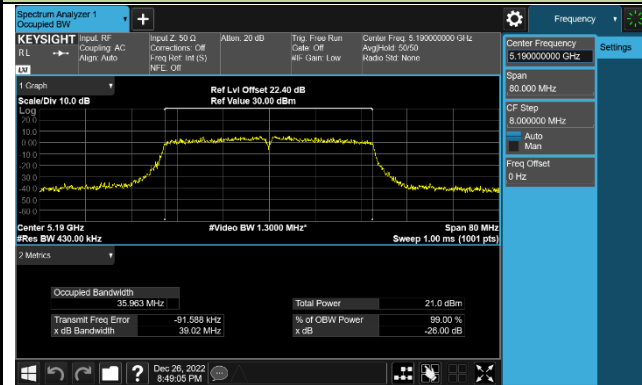 Spectrum Analyzer 1
Occupied BW
+
Frequency
KEYSIGHT
RL
LXI
Input: RF
Coupling: AC
Align: Auto
Input Z: 50 Ω
Corrections: Off
Freq Ref: Int (S)
NFE: Off
Atten: 20 dB
Trig: Free Run
Gate: Off
#IF Gain: Low
Center Freq: 5.190000000 GHz
Avg|Hold: 50/50
Radio Std: None
Center Frequency
5.190000000 GHz
Settings
Span
80.000 MHz
CF Step
8.000000 MHz
Auto
Man
Freq Offset
0 Hz
1 Graph
Scale/Div 10.0 dB
Ref Lvl Offset 22.40 dB
Ref Value 30.00 dBm
Log
20.0
10.0
0.00
-10.0
-20.0
-30.0
-40.0
-50.0
-60.0
Center 5.19 GHz
#Res BW 430.00 kHz
#Video BW 1.3000 MHz*
Span 80 MHz
Sweep 1.00 ms (1001 pts)
2 Metrics
Occupied Bandwidth
35.963 MHz
Total Power 21.0 dBm
Transmit Freq Error -91.588 kHz
% of OBW Power 99.00 %
x dB Bandwidth 39.02 MHz
x dB -26.00 dB
?
Dec 26, 2022
8:49:05 PM